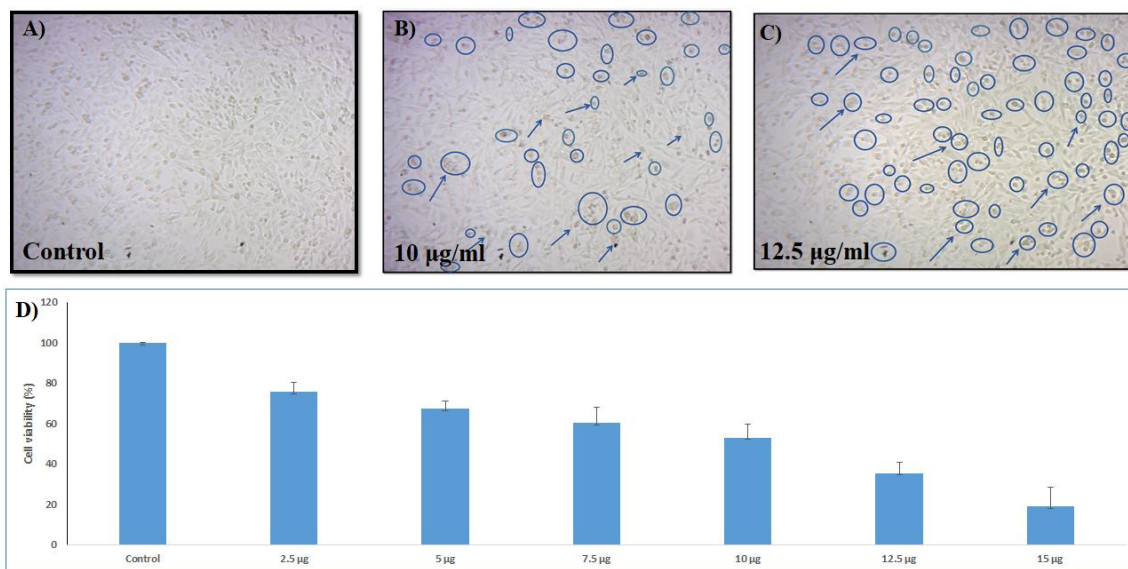 A)
Control
B)
10 µg/ml
C)
12.5 µg/ml
D)
Cell viability (%)
120
100
80
60
40
20
0
Control
2.5 µg
5 µg
7.5 µg
10 µg
12.5 µg
15 µg